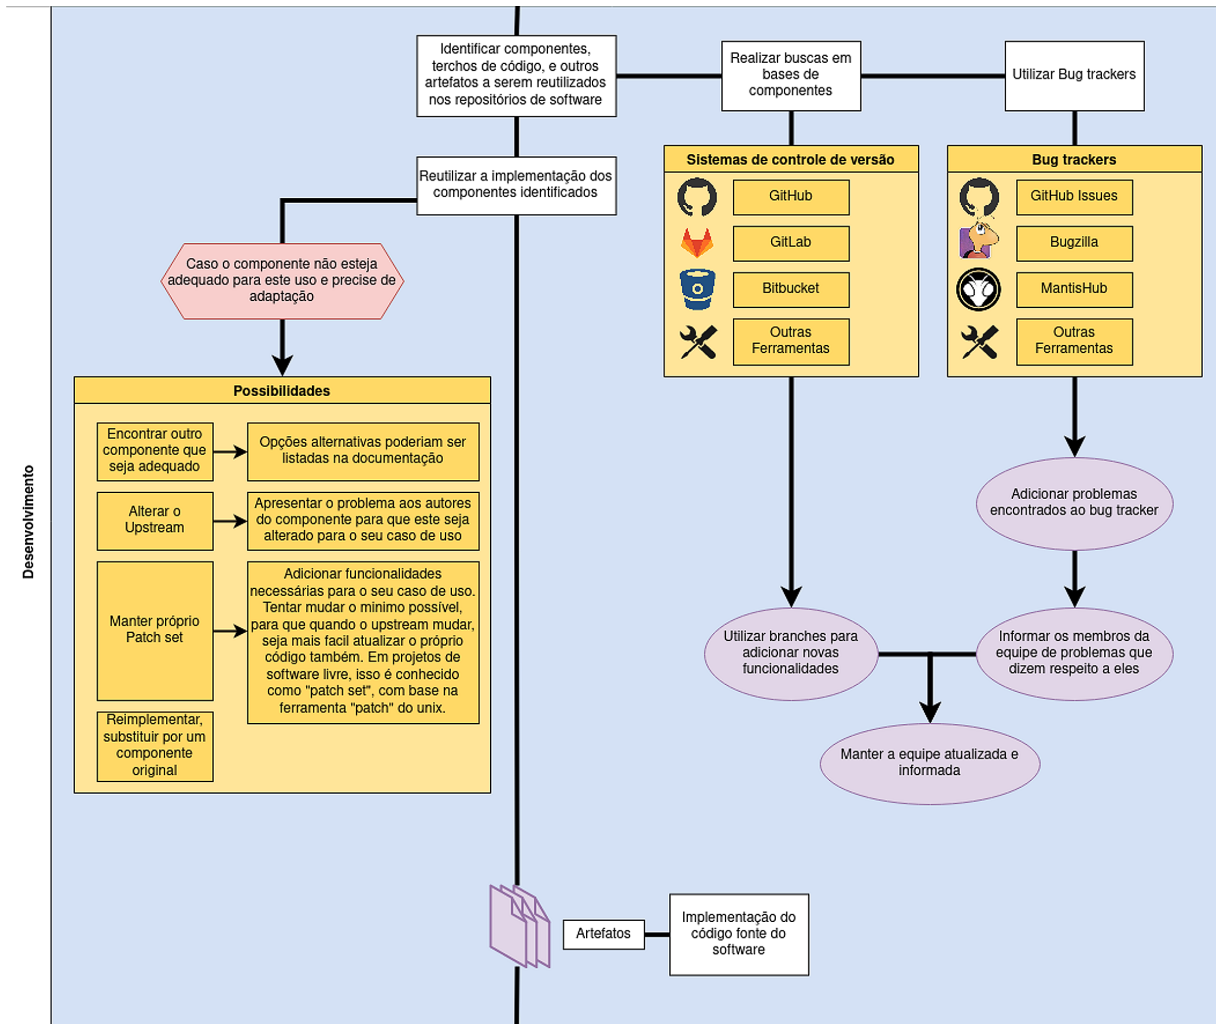 Desenvolvimento
Identificar componentes,
terchos de código, e outros
artefatos a serem reutilizados
nos repositórios de software
Realizar buscas em
bases de
componentes
Utilizar Bug trackers
Reutilizar a implementação dos
componentes identificados
Caso o componente não esteja
adequado para este uso e precise de
adaptação
Possibilidades
Encontrar outro
componente que
seja adequado
Opções alternativas poderiam ser
listadas na documentação
Alterar o
Upstream
Apresentar o problema aos autores
do componente para que este seja
alterado para o seu caso de uso
Manter próprio
Patch set
Adicionar funcionalidades
necessárias para o seu caso de uso.
Tentar mudar o minimo possível,
para que quando o upstream mudar,
seja mais facil atualizar o próprio
código também. Em projetos de
software livre, isso é conhecido
como "patch set", com base na
ferramenta "patch" do unix.
Reimplementar,
substituir por um
componente
original
Sistemas de controle de versão
GitHub
GitLab
Bitbucket
Outras
Ferramentas
Bug trackers
GitHub Issues
Bugzilla
MantisHub
Outras
Ferramentas
Adicionar problemas
encontrados ao bug tracker
Utilizar branches para
adicionar novas
funcionalidades
Informar os membros da
equipe de problemas que
dizem respeito a eles
Manter a equipe atualizada e
informada
Artefatos
Implementação do
código fonte do
software